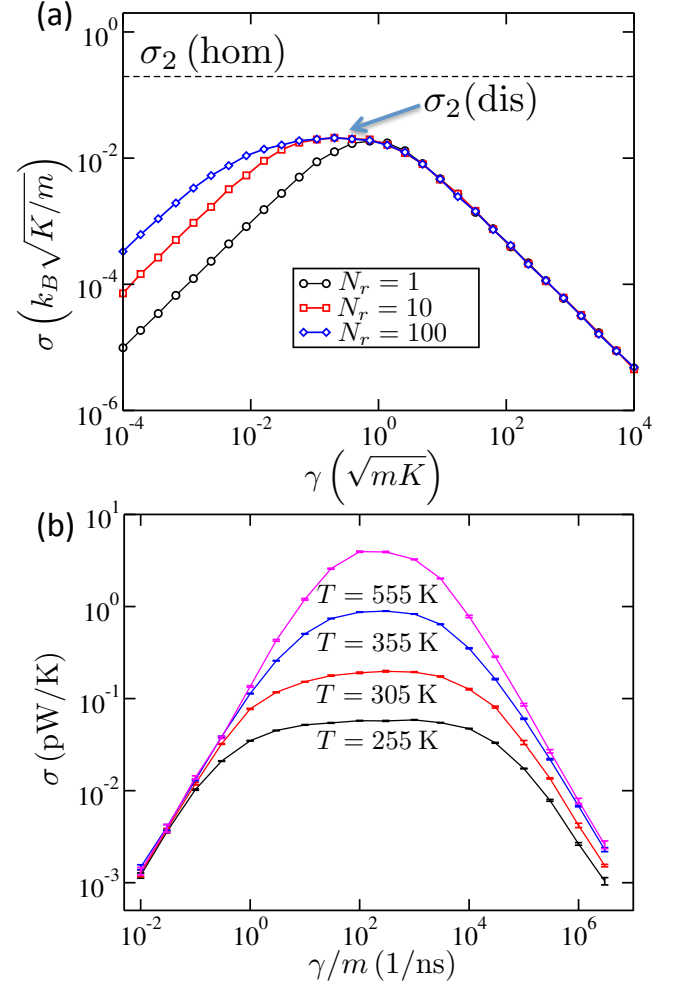 (a)
10^0
σ_2 (hom)
σ_2(dis)
10^-2
σ (k_B√K/m)
10^-4
N_r = 1
N_r = 10
N_r = 100
10^-6
10^-4 10^-2 10^0 10^2 10^4
γ (√mK)
(b)
10^1
T = 555 K
10^0
T = 355 K
σ (pW/K)
10^-1
T = 305 K
T = 255 K
10^-2
10^-3
10^-2 10^0 10^2 10^4 10^6
γ/m (1/ns)